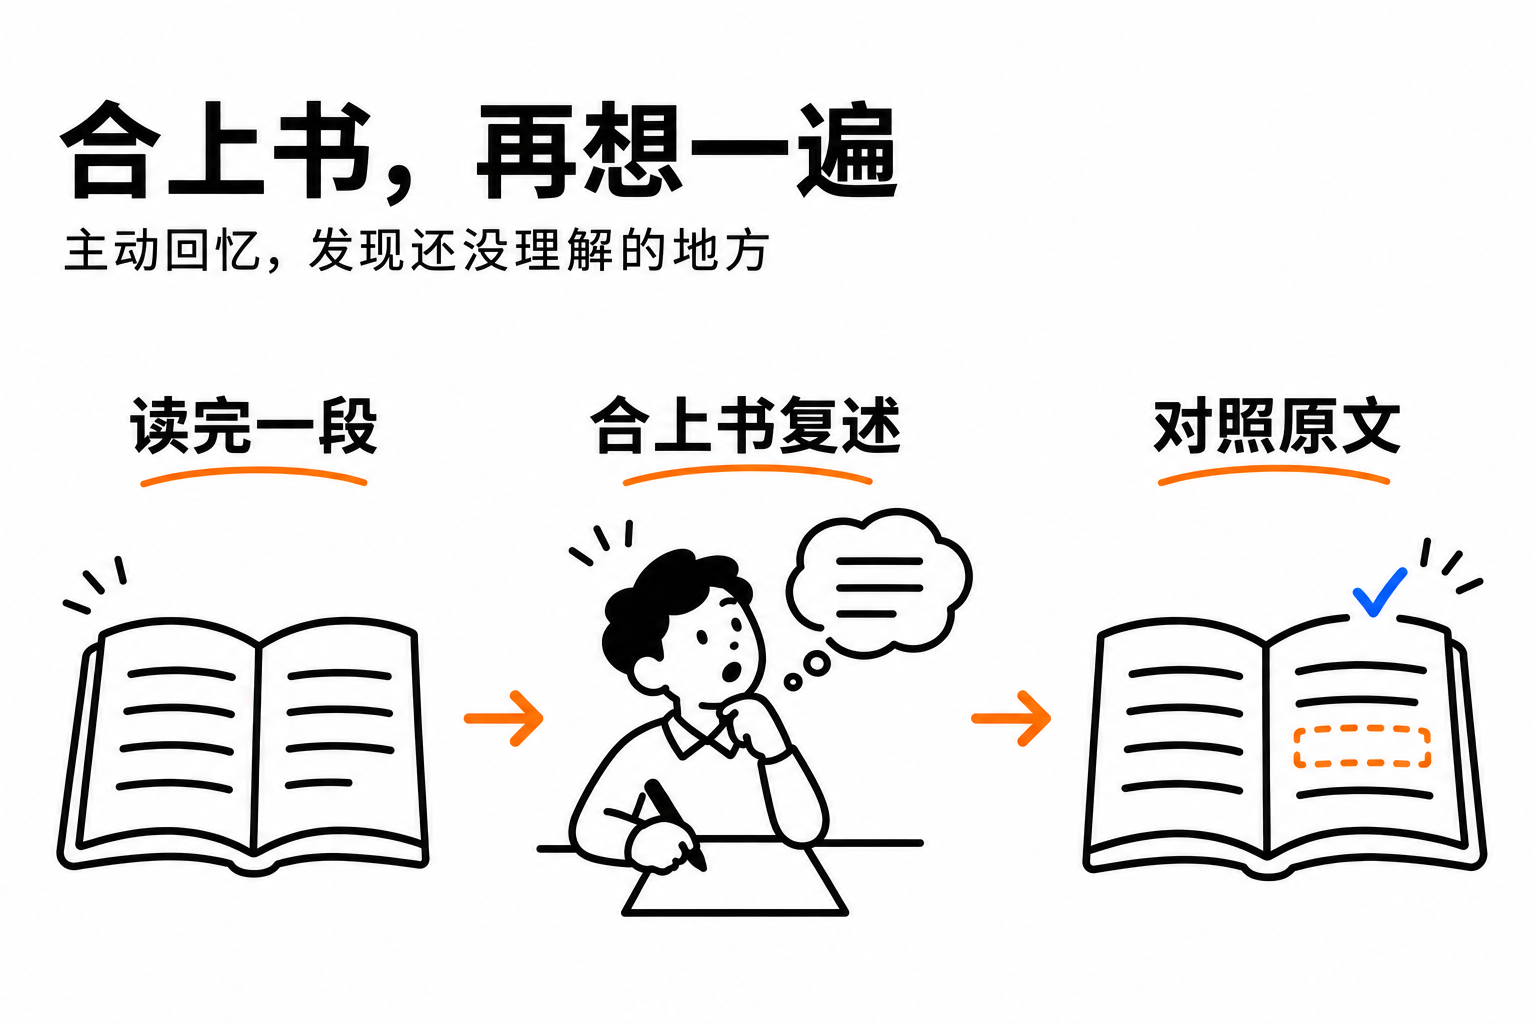 合上书，再想一遍
主动回忆，发现还没理解的地方
读完一段
合上书复述
对照原文